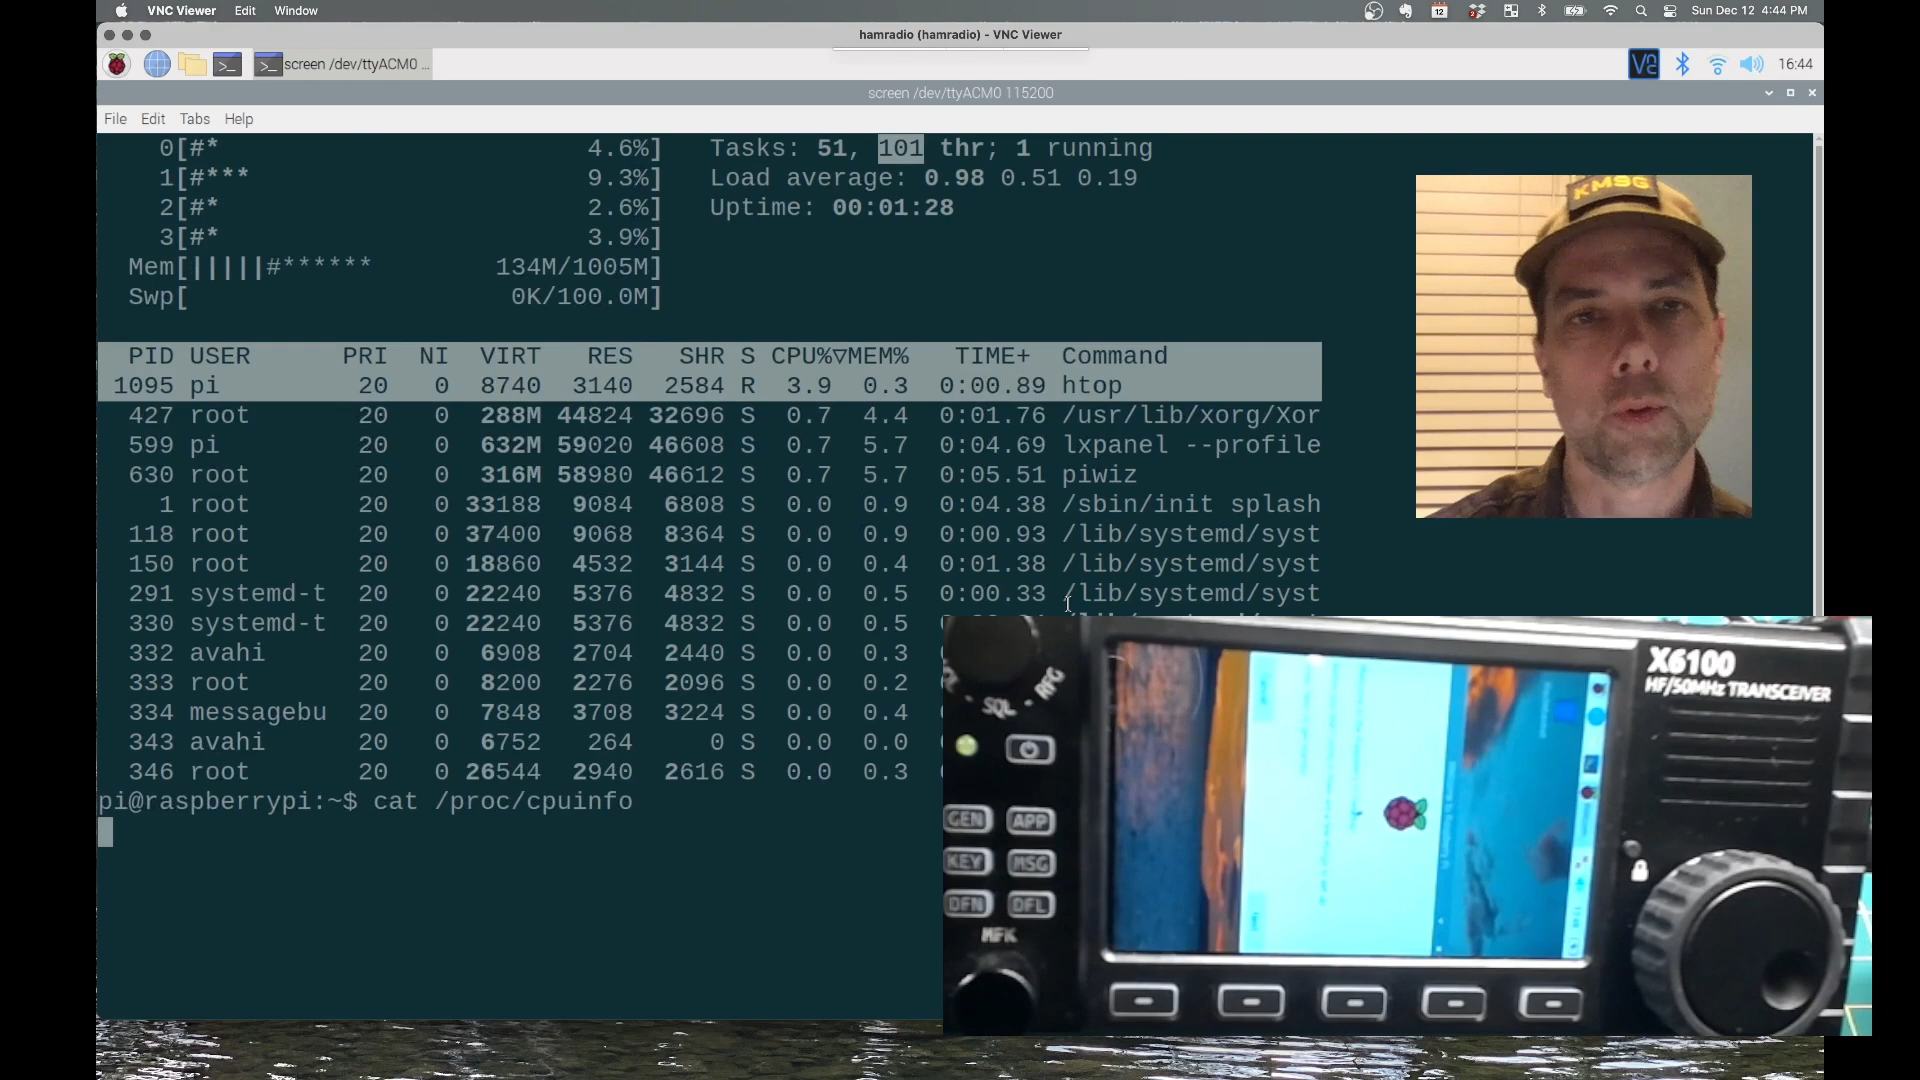 VNC Viewer Edit Window
12
Sun Dec 12 4:44 PM
hamradio (hamradio) - VNC Viewer
screen /dev/ttyACM0 ...
16:44
screen /dev/ttyACM0 115200
File Edit Tabs Help
0[#* 4.6%] Tasks: 51, 101 thr; 1 running
1[#*** 9.3%] Load average: 0.98 0.51 0.19
2[#* 2.6%] Uptime: 00:01:28
3[#* 3.9%]
Mem[|||||#****** 134M/1005M]
Swp[ 0K/100.0M]
PID USER PRI NI VIRT RES SHR S CPU%▽MEM% TIME+ Command
1095 pi 20 0 8740 3140 2584 R 3.9 0.3 0:00.89 htop
427 root 20 0 288M 44824 32696 S 0.7 4.4 0:01.76 /usr/lib/xorg/Xor
599 pi 20 0 632M 59020 46608 S 0.7 5.7 0:04.69 lxpanel --profile
630 root 20 0 316M 58980 46612 S 0.7 5.7 0:05.51 piwiz
1 root 20 0 33188 9084 6808 S 0.0 0.9 0:04.38 /sbin/init splash
118 root 20 0 37400 9068 8364 S 0.0 0.9 0:00.93 /lib/systemd/syst
150 root 20 0 18860 4532 3144 S 0.0 0.4 0:01.38 /lib/systemd/syst
291 systemd-t 20 0 22240 5376 4832 S 0.0 0.5 0:00.33 /lib/systemd/syst
330 systemd-t 20 0 22240 5376 4832 S 0.0 0.5
332 avahi 20 0 6908 2704 2440 S 0.0 0.3
333 root 20 0 8200 2276 2096 S 0.0 0.2
334 messagebu 20 0 7848 3708 3224 S 0.0 0.4
343 avahi 20 0 6752 264 0 S 0.0 0.0
346 root 20 0 26544 2940 2616 S 0.0 0.3
pi@raspberrypi:~$ cat /proc/cpuinfo
KM9G
X6100
HF/50MHz TRANSCEIVER
SQL - RFG
GEN APP
KEY MSG
DFN DFL
MFK